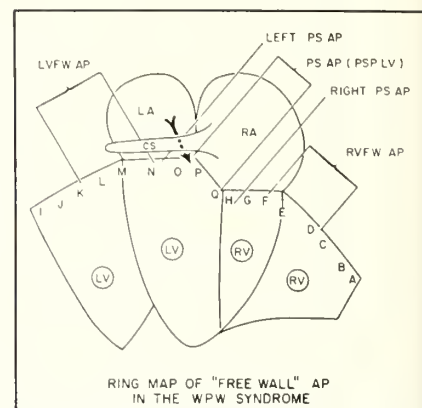 LEFT PS AP
LVFW AP
PS AP (PSP LV)
RIGHT PS AP
LA
RA
CS
RVFW AP
I J K L M N O P Q H G F E D C B A
LV
LV
RV
RV
RING MAP OF "FREE WALL" AP
IN THE WPW SYNDROME